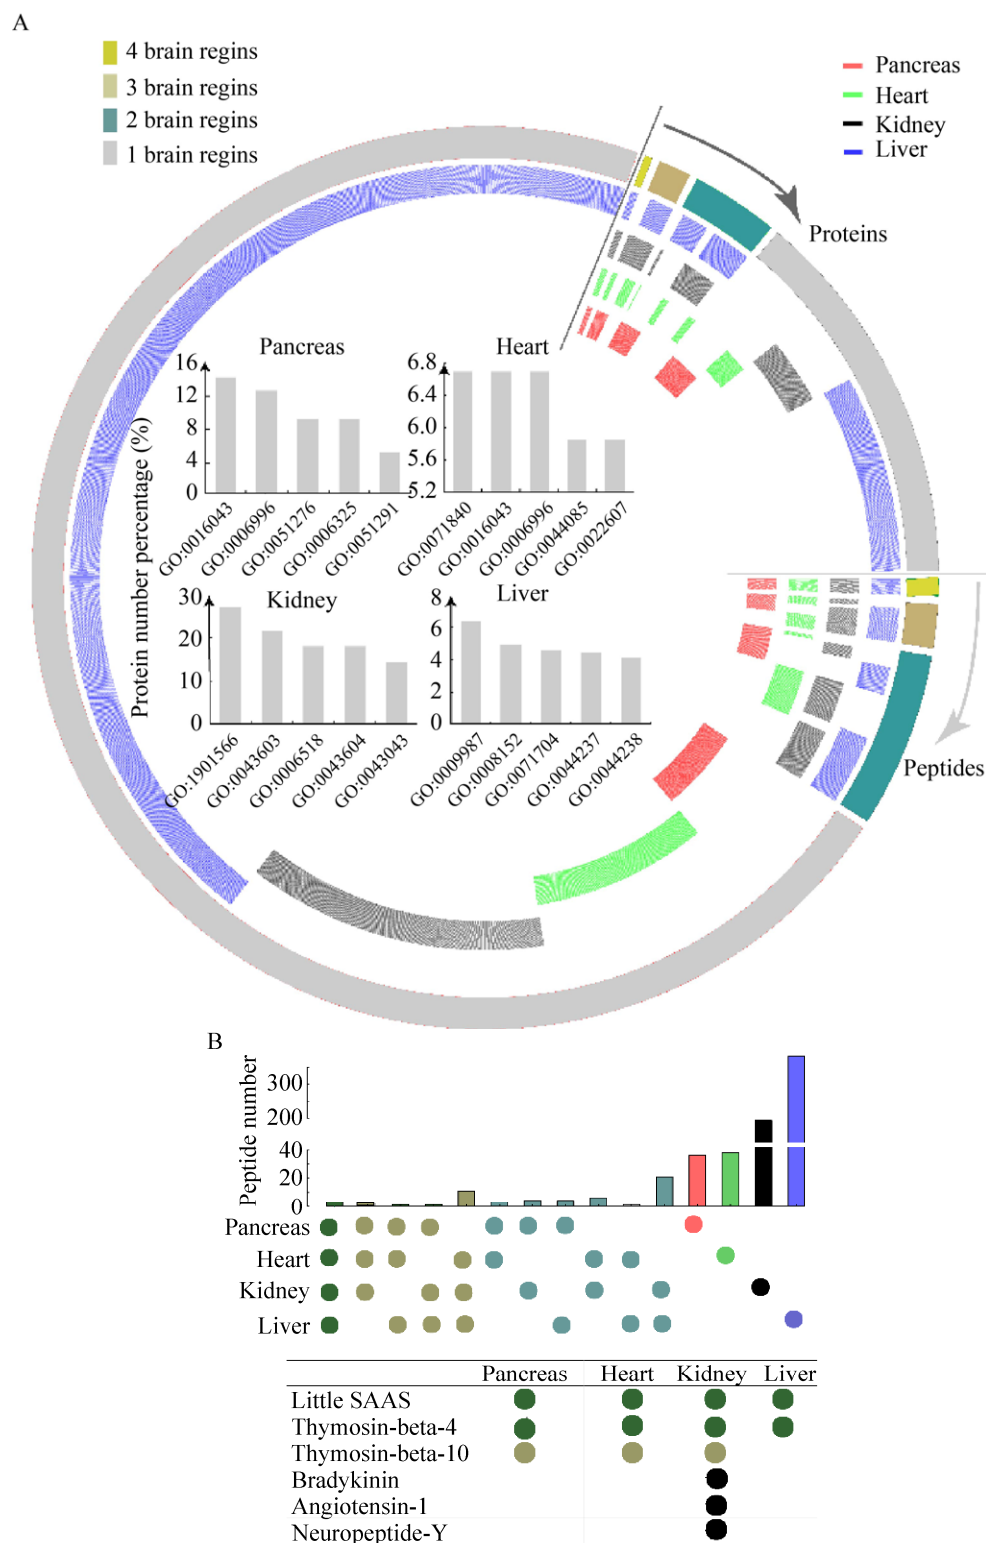 A
4 brain regins
3 brain regins
2 brain regins
1 brain regins
Pancreas
Heart
Kidney
Liver
Proteins
Peptides
Protein number percentage (%)
Pancreas
16
12
8
4
0
GO:0016043
GO:0006996
GO:0051276
GO:0006325
GO:0051291
Heart
6.8
6.4
6.0
5.6
5.2
GO:0071840
GO:0016043
GO:0006996
GO:0044085
GO:0022607
Kidney
30
20
10
0
GO:1901566
GO:0043603
GO:0006518
GO:0043604
GO:0043043
Liver
8
6
4
2
0
GO:0009987
GO:0008152
GO:0071704
GO:0044237
GO:0044238
B
Peptide number
300
200
40
20
0
Pancreas
Heart
Kidney
Liver
Pancreas Heart Kidney Liver
Little SAAS
Thymosin-beta-4
Thymosin-beta-10
Bradykinin
Angiotensin-1
Neuropeptide-Y